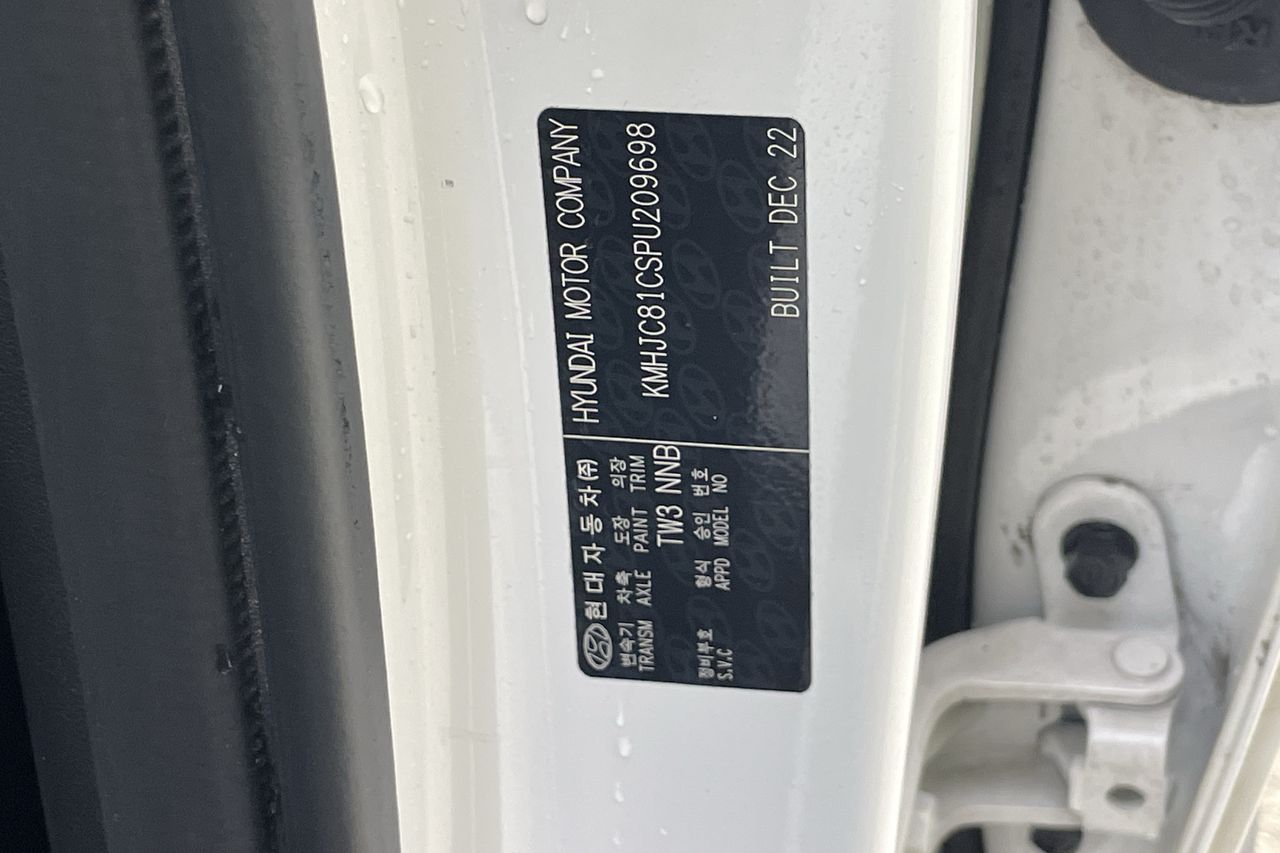 현대자동차(주)
변속기 차축 도장 의장
TRANSM AXLE PAINT TRIM
TW3 NNB
정비부호 형식 승인 번호
S.V.C APPD MODEL NO
HYUNDAI MOTOR COMPANY
KMHJC81CSPU209698
BUILT DEC 22